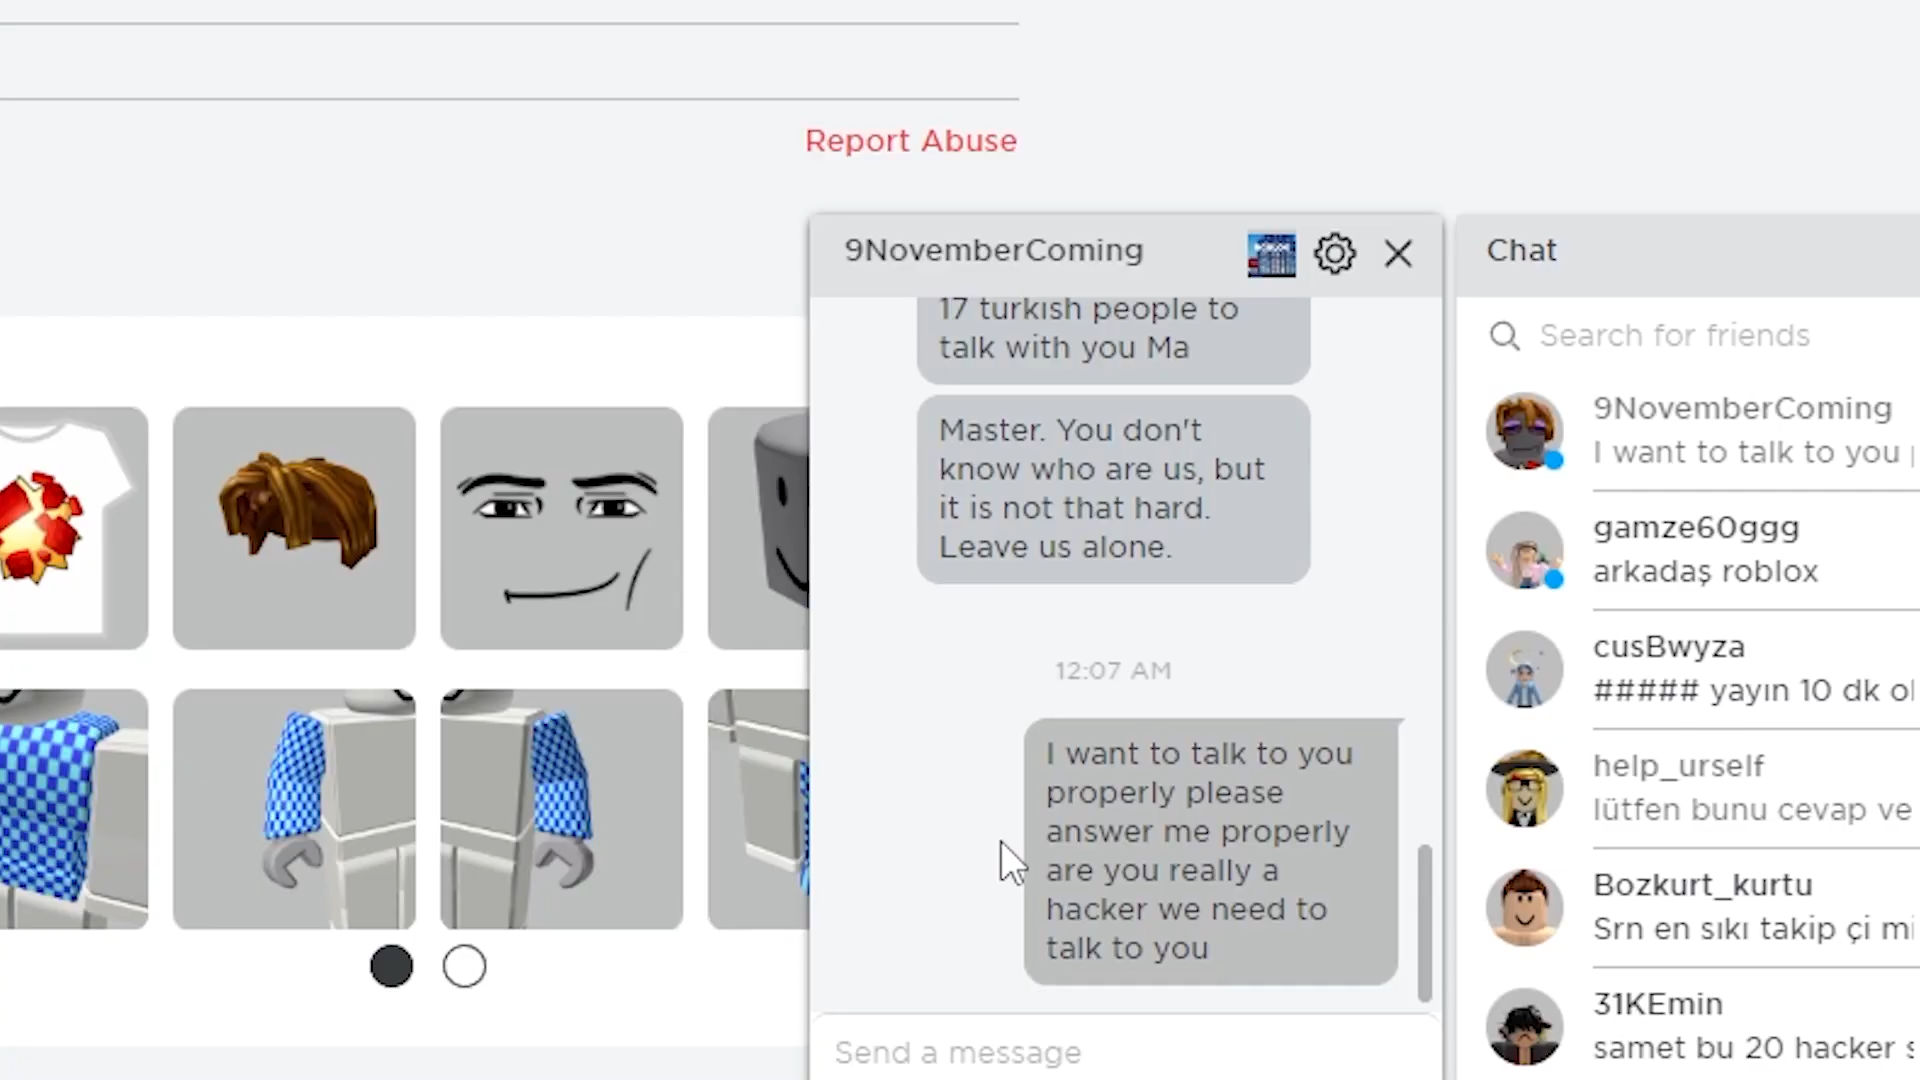 Report Abuse
9NovemberComing
17 turkish people to
talk with you Ma
Master. You don't
know who are us, but
it is not that hard.
Leave us alone.
12:07 AM
I want to talk to you
properly please
answer me properly
are you really a
hacker we need to
talk to you
Send a message
Chat
Search for friends
9NovemberComing
I want to talk to you
gamze60ggg
arkadaş roblox
cusBwyza
##### yayın 10 dk ol
help_urself
lütfen bunu cevap ve
Bozkurt_kurtu
Srn en sıkı takip çi mi
31KEmin
samet bu 20 hacker s